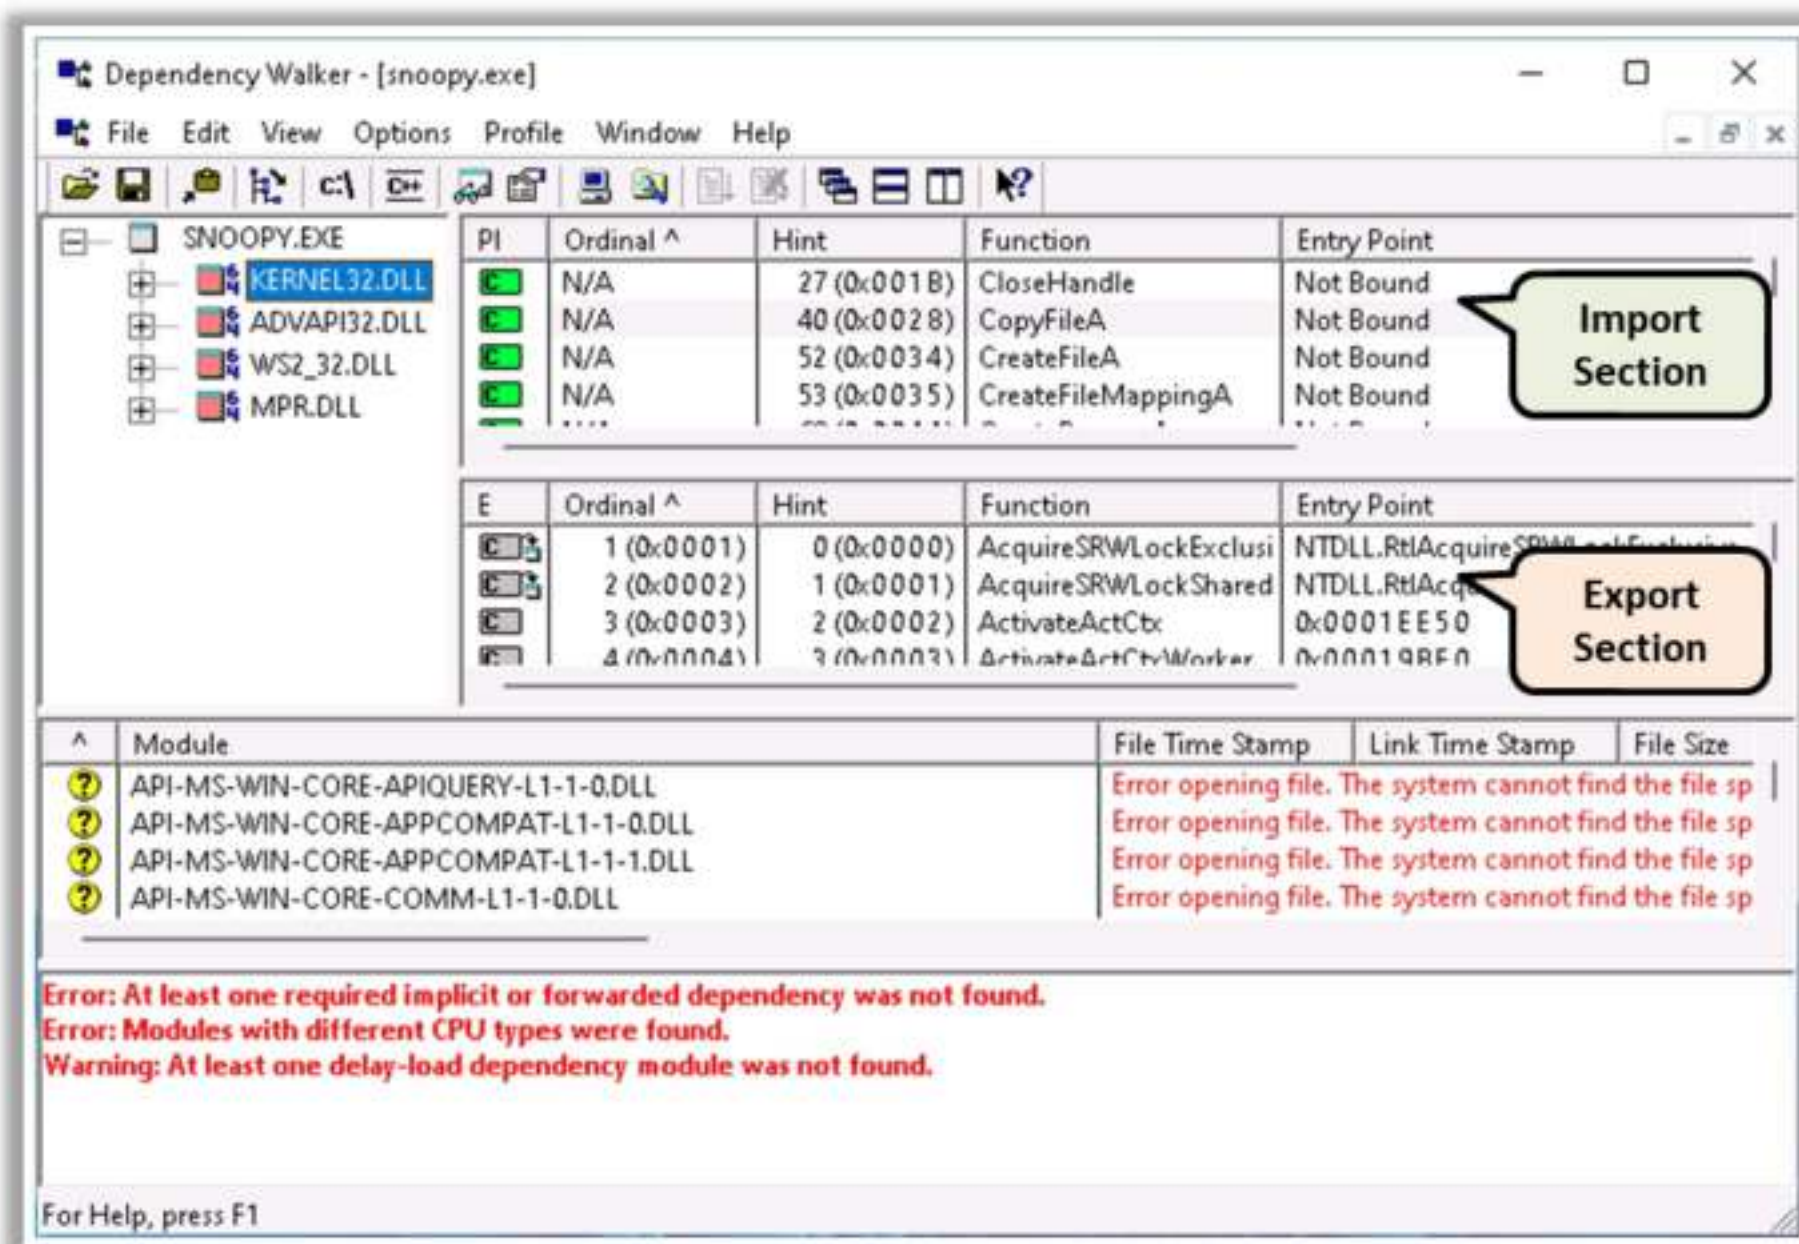 Dependency Walker - [snoopy.exe]
File Edit View Options Profile Window Help
C:\ C++
SNOOPY.EXE
KERNEL32.DLL
ADVAPI32.DLL
WS2_32.DLL
MPR.DLL
PI Ordinal ^ Hint Function Entry Point
C N/A 27 (0x001B) CloseHandle Not Bound
C N/A 40 (0x0028) CopyFileA Not Bound
C N/A 52 (0x0034) CreateFileA Not Bound
C N/A 53 (0x0035) CreateFileMappingA Not Bound
Import
Section
E Ordinal ^ Hint Function Entry Point
C 1 (0x0001) 0 (0x0000) AcquireSRWLockExclusi NTDLL.RtlAcquireSRWLockExclusive
C 2 (0x0002) 1 (0x0001) AcquireSRWLockShared NTDLL.RtlAcq
C 3 (0x0003) 2 (0x0002) ActivateActCtx 0x0001EE50
C 4 (0x0004) 3 (0x0003) ActivateActCtxWorker 0x00019BE0
Export
Section
^ Module File Time Stamp Link Time Stamp File Size
? API-MS-WIN-CORE-APIQUERY-L1-1-0.DLL Error opening file. The system cannot find the file sp
? API-MS-WIN-CORE-APPCOMPAT-L1-1-0.DLL Error opening file. The system cannot find the file sp
? API-MS-WIN-CORE-APPCOMPAT-L1-1-1.DLL Error opening file. The system cannot find the file sp
? API-MS-WIN-CORE-COMM-L1-1-0.DLL Error opening file. The system cannot find the file sp
Error: At least one required implicit or forwarded dependency was not found.
Error: Modules with different CPU types were found.
Warning: At least one delay-load dependency module was not found.
For Help, press F1